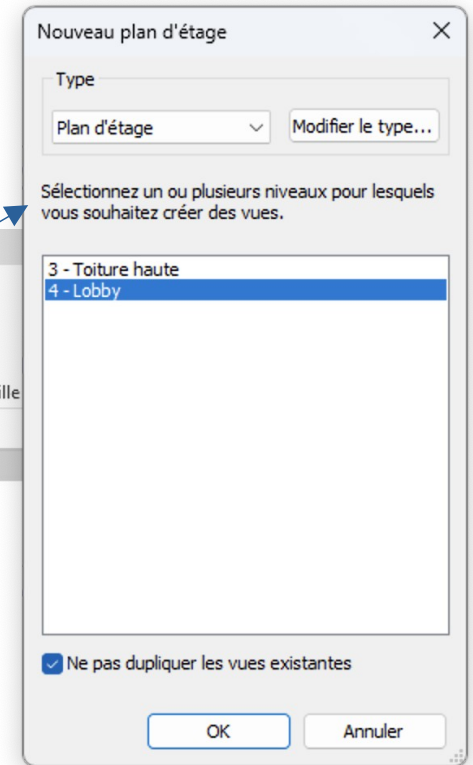 Nouveau plan d'étage
Type
Plan d'étage
Modifier le type...
Sélectionnez un ou plusieurs niveaux pour lesquels
vous souhaitez créer des vues.
3 - Toiture haute
4 - Lobby
ille
Ne pas dupliquer les vues existantes
OK
Annuler